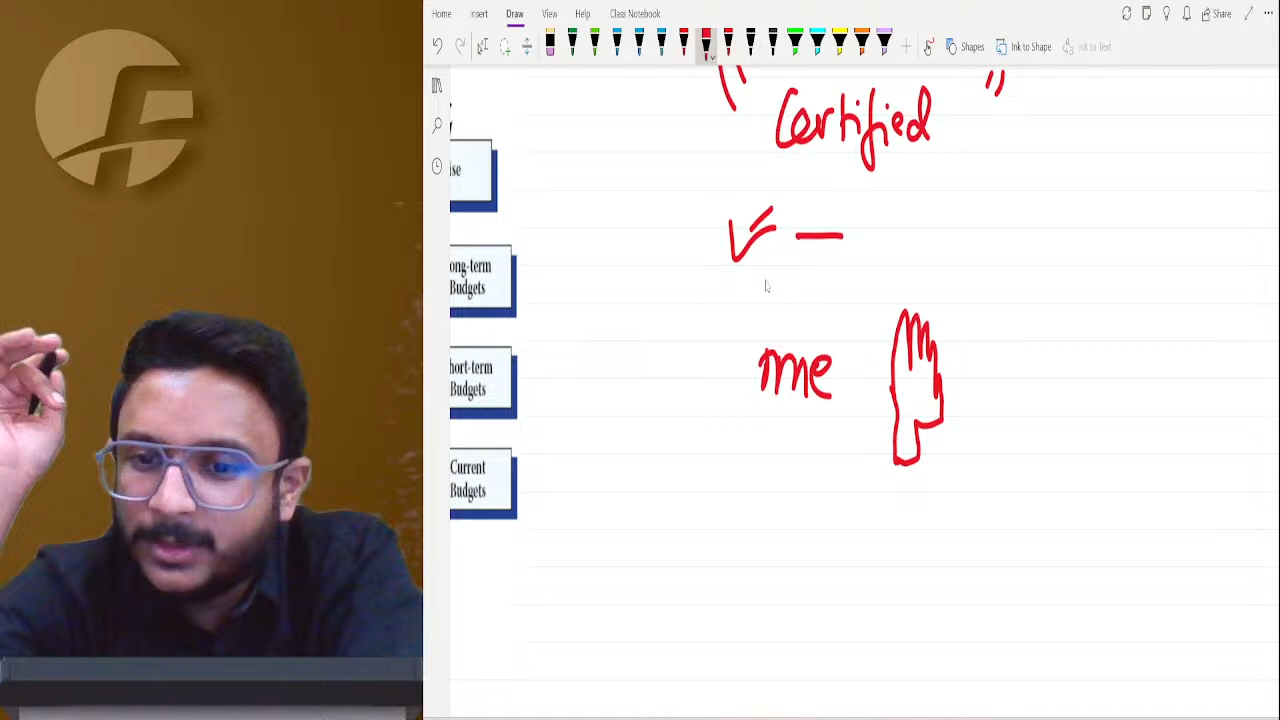 Home Insert Draw View Help Class Notebook Share
Shapes Ink to Shape Ink to Text
" Certified "
me
ise
ong-term
Budgets
hort-term
Budgets
Current
Budgets